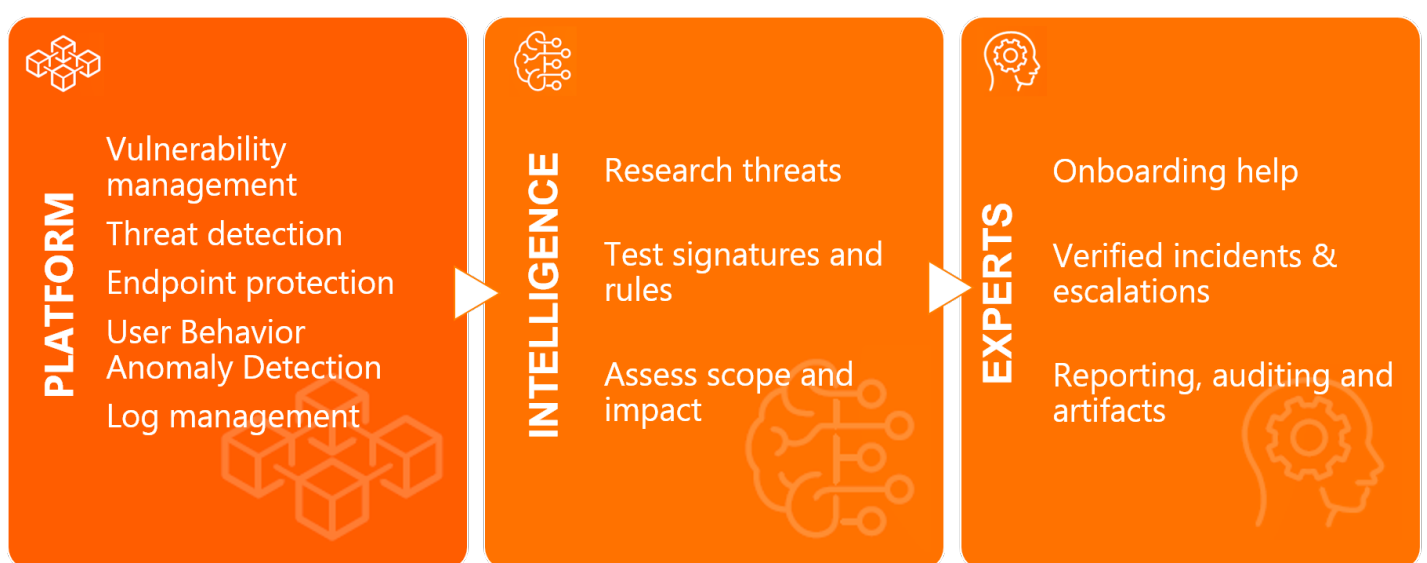 PLATFORM
Vulnerability
management
Threat detection
Endpoint protection
User Behavior
Anomaly Detection
Log management
INTELLIGENCE
Research threats
Test signatures and
rules
Assess scope and
impact
EXPERTS
Onboarding help
Verified incidents &
escalations
Reporting, auditing and
artifacts